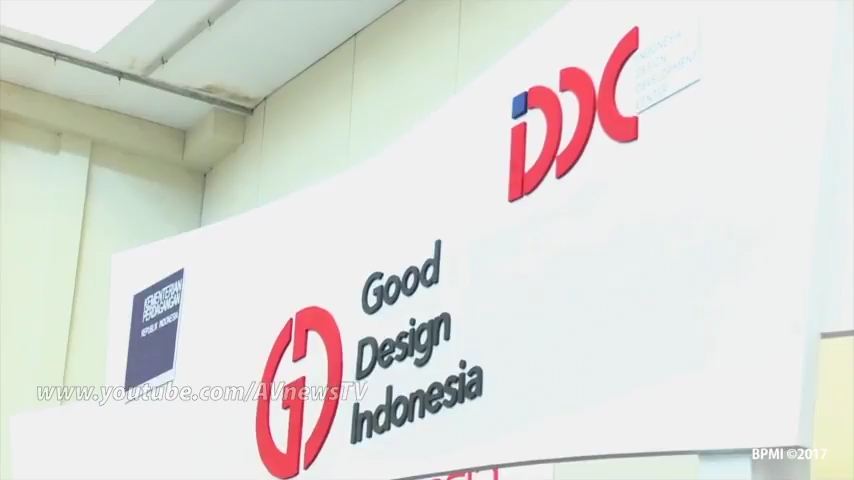 iDDC
INDONESIA
DESIGN
DEVELOPMENT
CENTER
KEMENTERIAN
PERDAGANGAN
REPUBLIK INDONESIA
Good
Design
Indonesia
www.youtube.com/AVnewsTV
BPMI ©2017